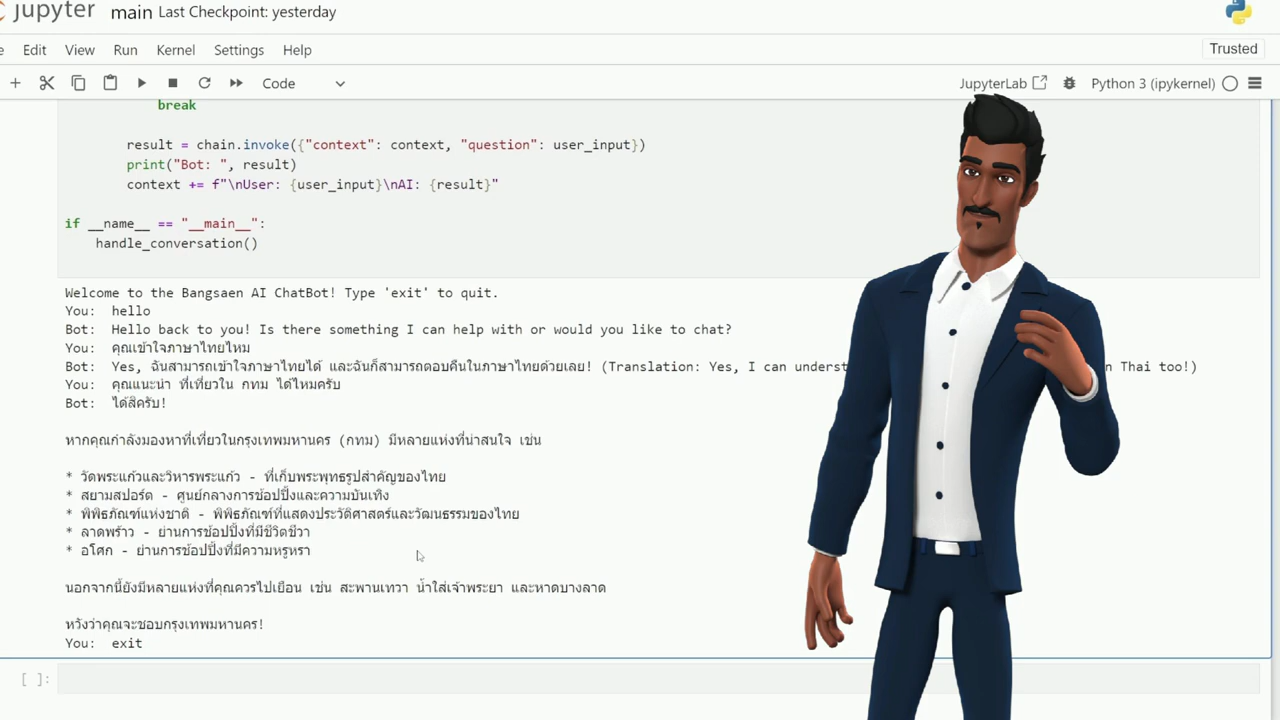 jupyter main Last Checkpoint: yesterday
Edit View Run Kernel Settings Help Trusted
Code JupyterLab Python 3 (ipykernel)
break
result = chain.invoke({"context": context, "question": user_input})
print("Bot: ", result)
context += f"\nUser: {user_input}\nAI: {result}"
if __name__ == "__main__":
handle_conversation()
Welcome to the Bangsaen AI ChatBot! Type 'exit' to quit.
You: hello
Bot: Hello back to you! Is there something I can help with or would you like to chat?
You: คุณเข้าใจภาษาไทยไหม
Bot: Yes, ฉันสามารถเข้าใจภาษาไทยได้ และฉันก็สามารถตอบคืนในภาษาไทยด้วยเลย! (Translation: Yes, I can Thai too!)
You: คุณแนะนำ ที่เที่ยวใน กทม ได้ไหมครับ
Bot: ได้สิครับ!
หากคุณกำลังมองหาที่เที่ยวในกรุงเทพมหานคร (กทม) มีหลายแห่งที่น่าสนใจ เช่น
* วัดพระแก้วและวิหารพระแก้ว - ที่เก็บพระพุทธรูปสำคัญของไทย
* สยามสปอร์ต - ศูนย์กลางการช้อปปิ้งและความบันเทิง
* พิพิธภัณฑ์แห่งชาติ - พิพิธภัณฑ์ที่แสดงประวัติศาสตร์และวัฒนธรรมของไทย
* ลาดพร้าว - ย่านการช้อปปิ้งที่มีชีวิตชีวา
* อโศก - ย่านการช้อปปิ้งที่มีความหรูหรา
นอกจากนี้ยังมีหลายแห่งที่คุณควรไปเยือน เช่น สะพานเทวา น้ำใส่เจ้าพระยา และหาดบางลาด
หวังว่าคุณจะชอบกรุงเทพมหานคร!
You: exit
[ ]: